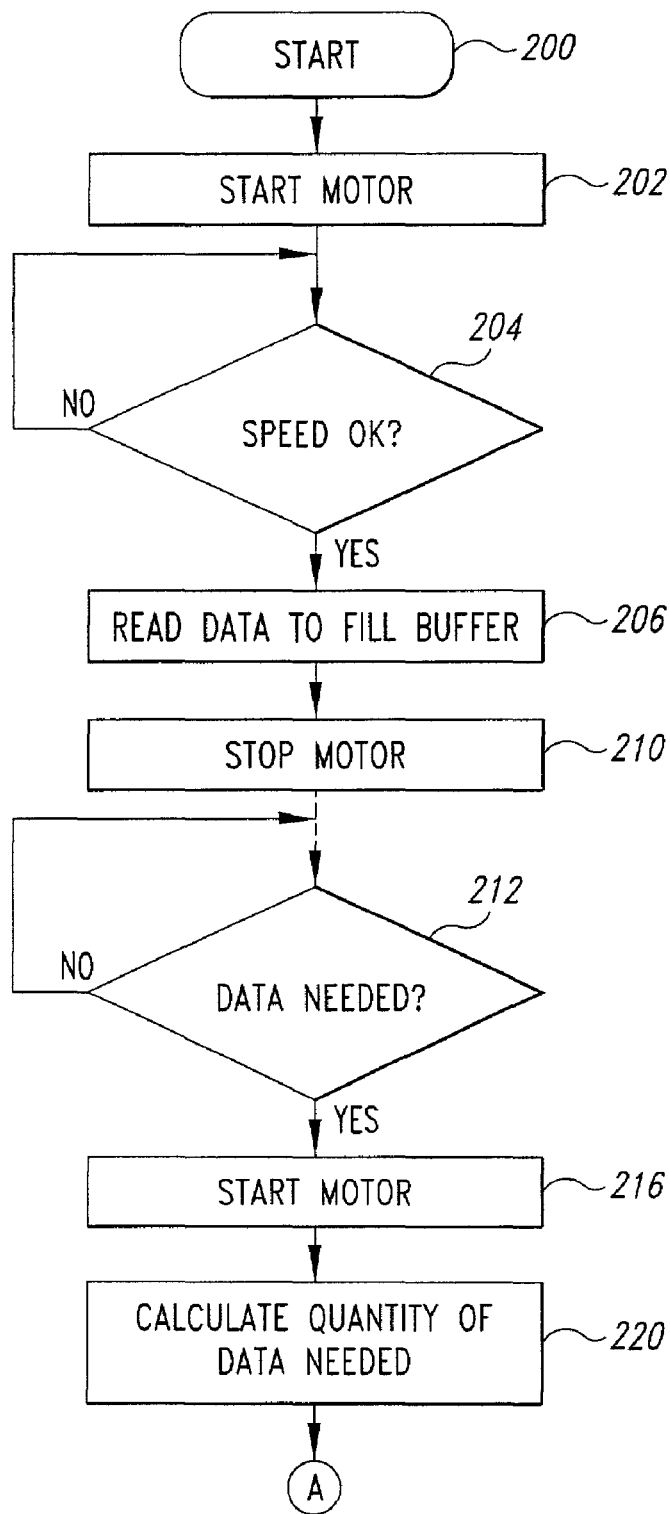 START
200
START MOTOR
202
204
NO
SPEED OK?
YES
READ DATA TO FILL BUFFER
206
STOP MOTOR
210
212
NO
DATA NEEDED?
YES
START MOTOR
216
CALCULATE QUANTITY OF
DATA NEEDED
220
A